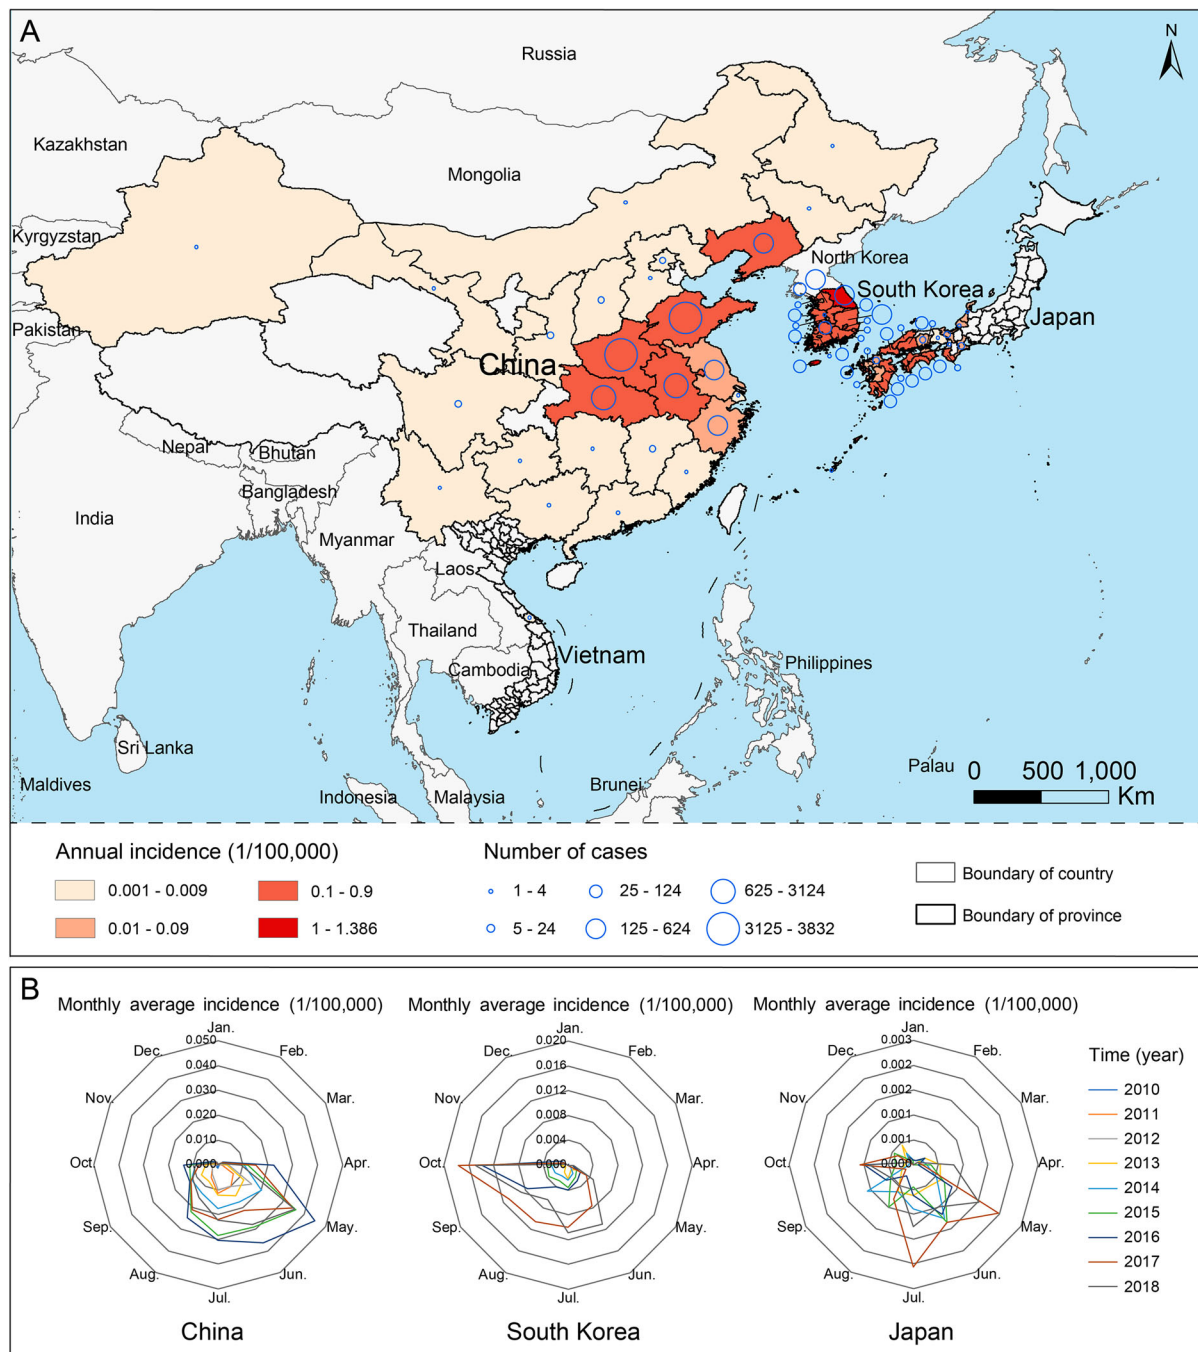 A
N
Russia
Kazakhstan
Mongolia
Kyrgyzstan
North Korea
South Korea
Pakistan
Japan
China
Nepal
Bhutan
Bangladesh
India
Myanmar
Laos
Thailand
Vietnam
Cambodia
Philippines
Sri Lanka
Palau
Maldives
Indonesia
Malaysia
Brunei
0 500 1,000
Km
Annual incidence (1/100,000)
0.001 - 0.009
0.1 - 0.9
0.01 - 0.09
1 - 1.386
Number of cases
1 - 4
25 - 124
625 - 3124
5 - 24
125 - 624
3125 - 3832
Boundary of country
Boundary of province
B
Monthly average incidence (1/100,000)
Jan.
0.050
Dec.
Feb.
0.040
0.030
Nov.
Mar.
0.020
0.010
Oct.
0.000
Apr.
Sep.
May.
Aug.
Jun.
Jul.
China
Monthly average incidence (1/100,000)
Jan.
0.020
Dec.
Feb.
0.016
0.012
Nov.
Mar.
0.008
0.004
Oct.
0.000
Apr.
Sep.
May.
Aug.
Jun.
Jul.
South Korea
Monthly average incidence (1/100,000)
Jan.
0.003
Dec.
Feb.
0.002
0.002
Nov.
Mar.
0.001
0.001
Oct.
0.000
Apr.
Sep.
May.
Aug.
Jun.
Jul.
Japan
Time (year)
2010
2011
2012
2013
2014
2015
2016
2017
2018